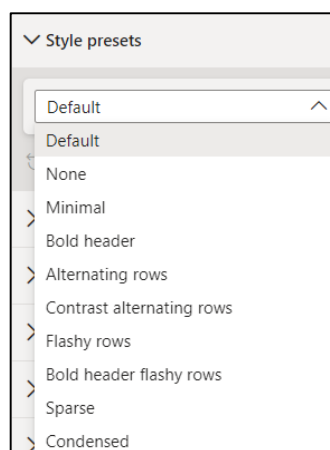 Style presets
Default
Default
None
Minimal
Bold header
Alternating rows
Contrast alternating rows
Flashy rows
Bold header flashy rows
Sparse
Condensed